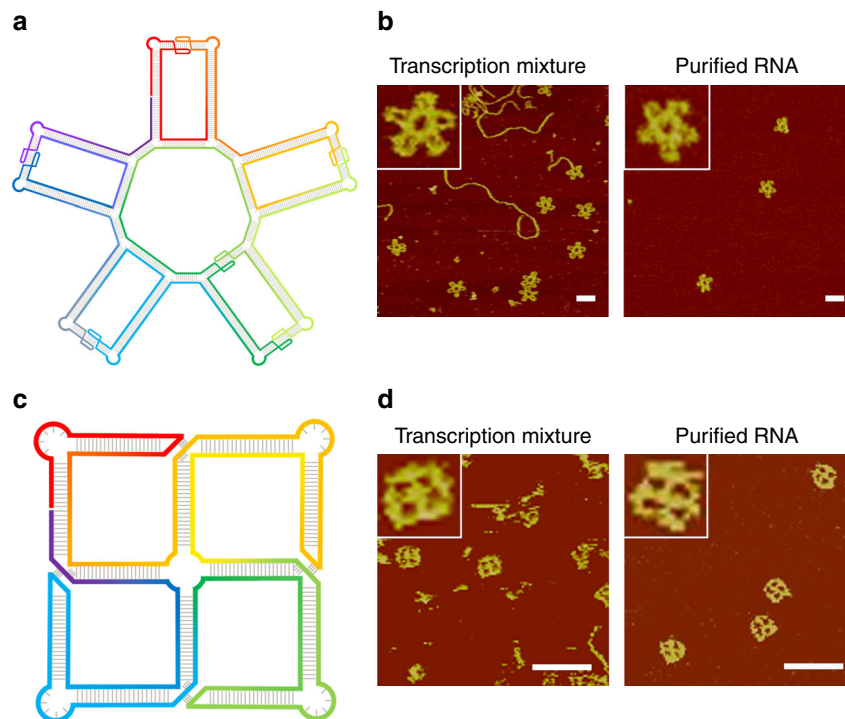 a
b
Transcription mixture
Purified RNA
c
d
Transcription mixture
Purified RNA